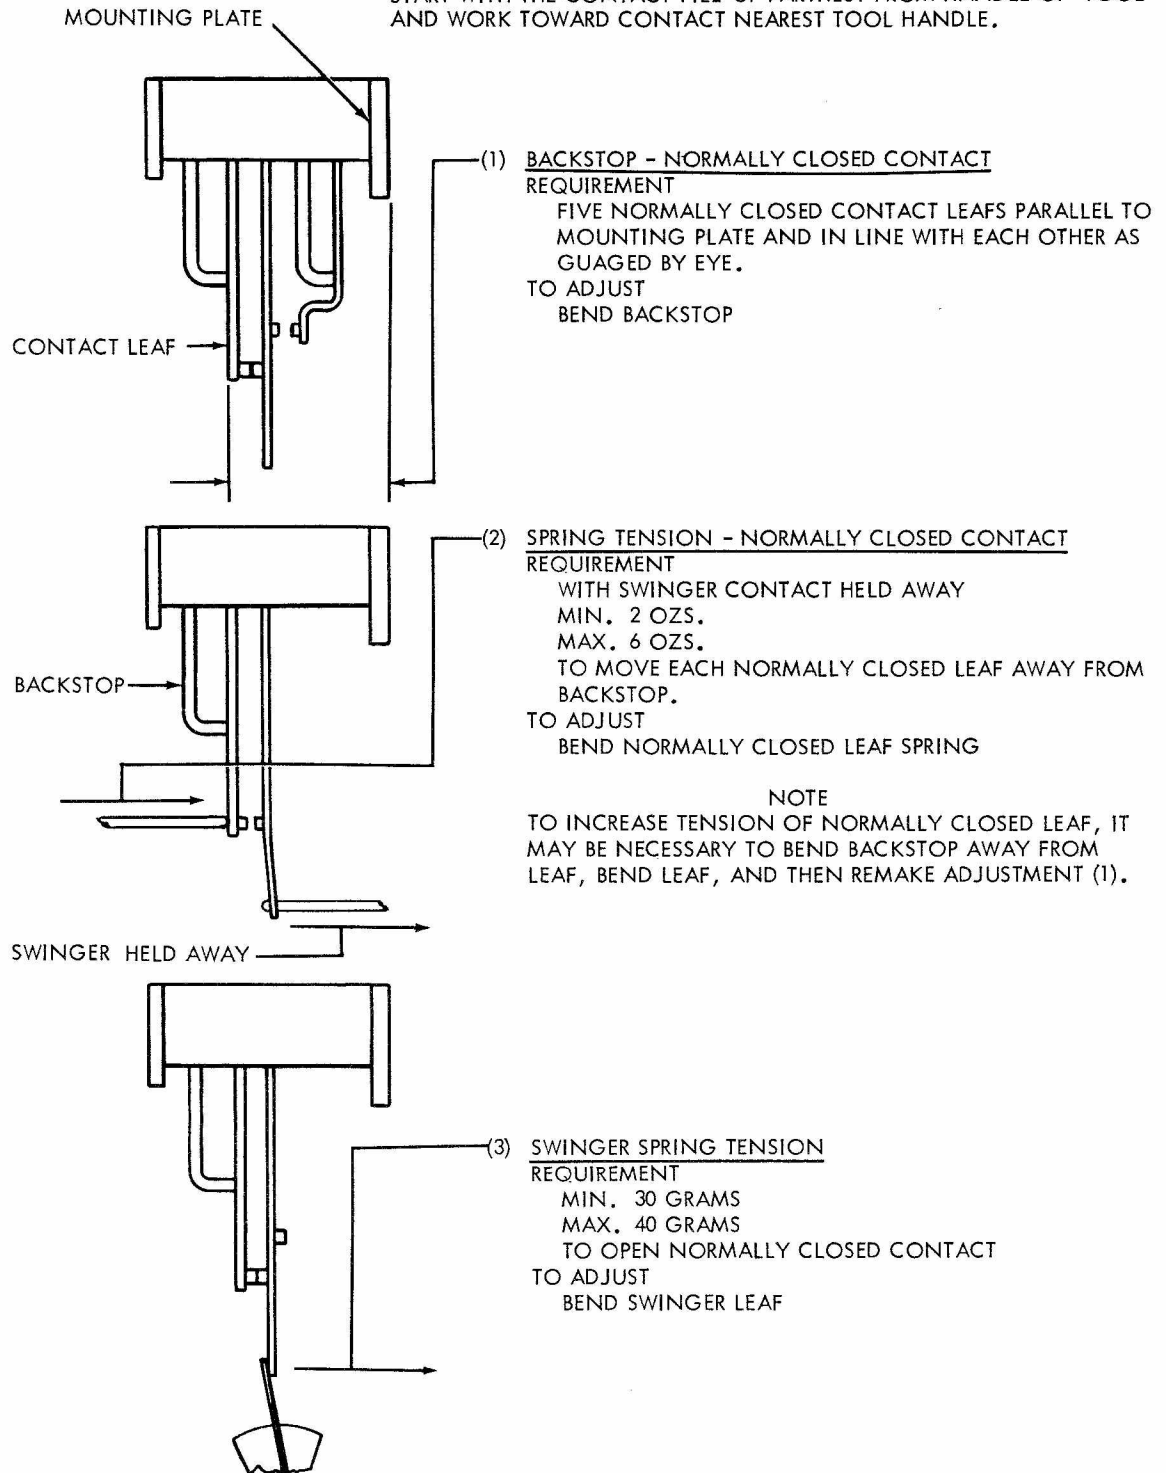 MOUNTING PLATE
AND WORK TOWARD CONTACT NEAREST TOOL HANDLE.
(1) BACKSTOP - NORMALLY CLOSED CONTACT
REQUIREMENT
FIVE NORMALLY CLOSED CONTACT LEAFS PARALLEL TO
MOUNTING PLATE AND IN LINE WITH EACH OTHER AS
GUAGED BY EYE.
TO ADJUST
BEND BACKSTOP
CONTACT LEAF
(2) SPRING TENSION - NORMALLY CLOSED CONTACT
REQUIREMENT
WITH SWINGER CONTACT HELD AWAY
MIN. 2 OZS.
MAX. 6 OZS.
TO MOVE EACH NORMALLY CLOSED LEAF AWAY FROM
BACKSTOP.
TO ADJUST
BEND NORMALLY CLOSED LEAF SPRING
BACKSTOP
NOTE
TO INCREASE TENSION OF NORMALLY CLOSED LEAF, IT
MAY BE NECESSARY TO BEND BACKSTOP AWAY FROM
LEAF, BEND LEAF, AND THEN REMAKE ADJUSTMENT (1).
SWINGER HELD AWAY
(3) SWINGER SPRING TENSION
REQUIREMENT
MIN. 30 GRAMS
MAX. 40 GRAMS
TO OPEN NORMALLY CLOSED CONTACT
TO ADJUST
BEND SWINGER LEAF